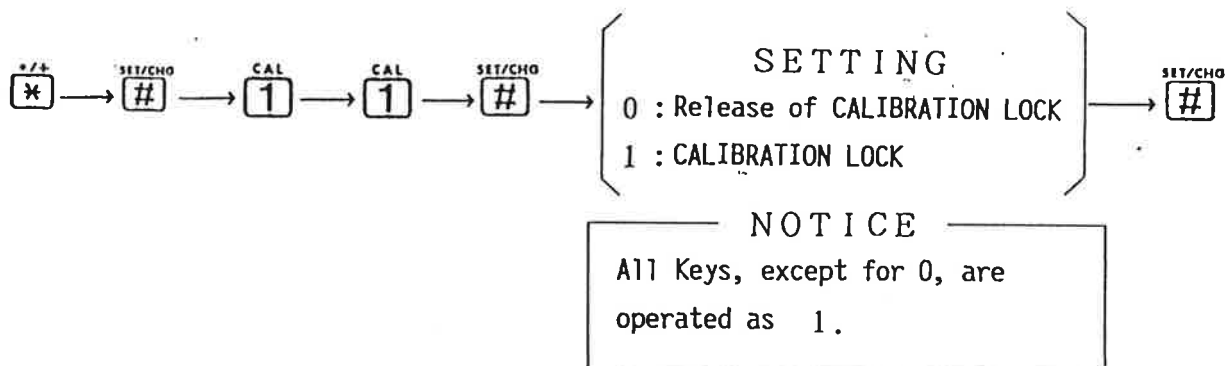 */+ SET/CHG CAL CAL SET/CHG SET/CHG
* # 1 1 # #
SETTING
0 : Release of CALIBRATION LOCK
1 : CALIBRATION LOCK
NOTICE
All Keys, except for 0, are
operated as 1.